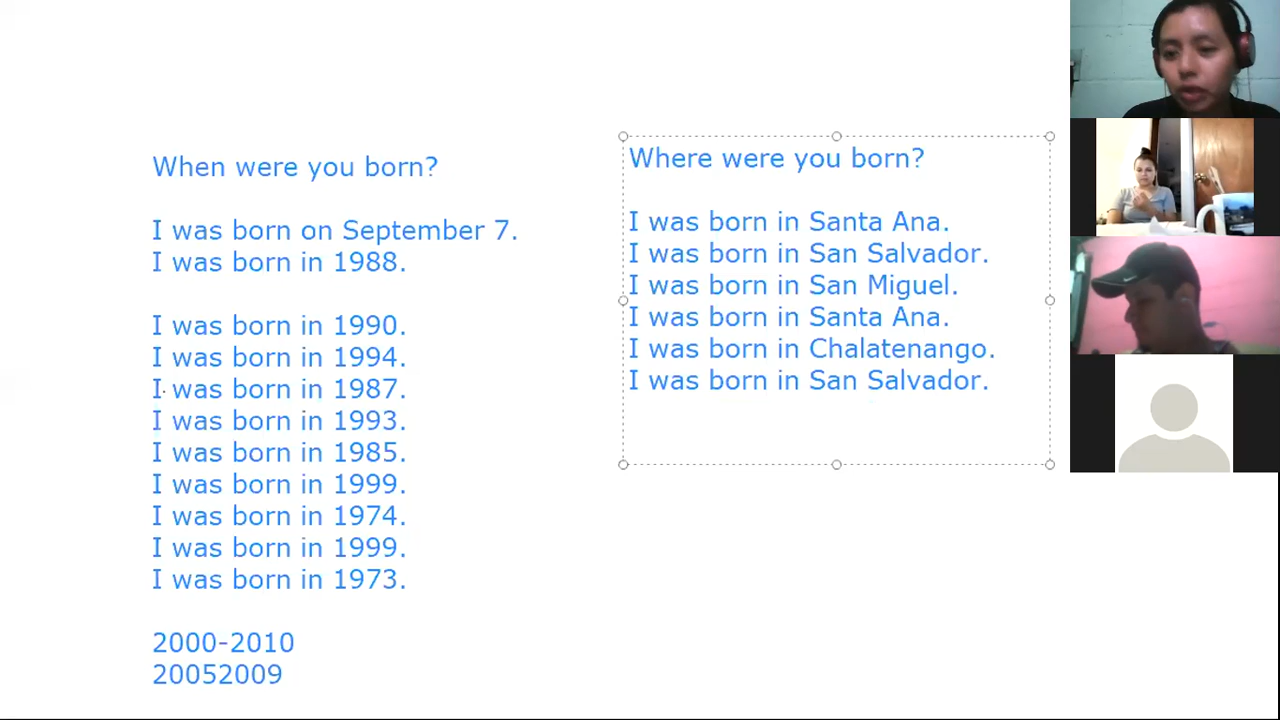 When were you born?
I was born on September 7.
I was born in 1988.
I was born in 1990.
I was born in 1994.
I was born in 1987.
I was born in 1993.
I was born in 1985.
I was born in 1999.
I was born in 1974.
I was born in 1999.
I was born in 1973.
2000-2010
20052009
Where were you born?
I was born in Santa Ana.
I was born in San Salvador.
I was born in San Miguel.
I was born in Santa Ana.
I was born in Chalatenango.
I was born in San Salvador.